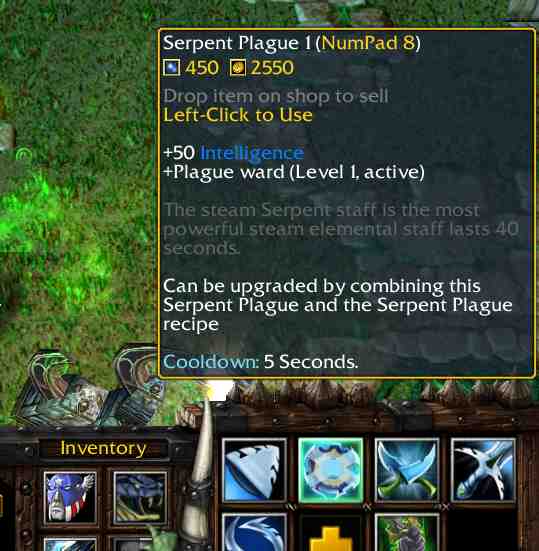 Serpent Plague 1 (NumPad 8)
450 2550
Drop item on shop to sell
Left-Click to Use
+50 Intelligence
+Plague ward (Level 1, active)
The steam Serpent staff is the most
powerful steam elemental staff lasts 40
seconds.
Can be upgraded by combining this
Serpent Plague and the Serpent Plague
recipe
Cooldown: 5 Seconds.
Inventory